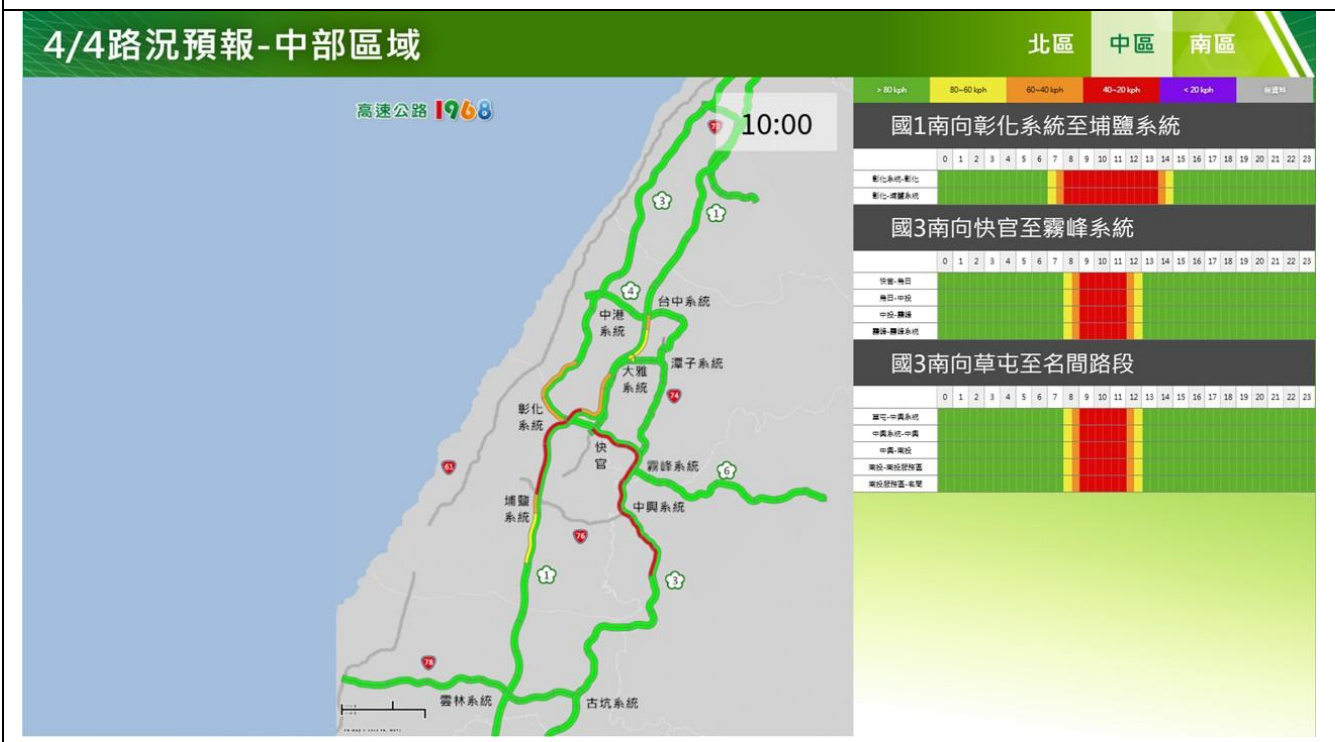 4/4路況預報-中部區域
北區 中區 南區
高速公路 1968
10:00
> 80 kph 80~60 kph 60~40 kph 40~20 kph < 20 kph 無資料
國1南向彰化系統至埔鹽系統
0 1 2 3 4 5 6 7 8 9 10 11 12 13 14 15 16 17 18 19 20 21 22 23
彰化系統-彰化
彰化-埔鹽系統
國3南向快官至霧峰系統
0 1 2 3 4 5 6 7 8 9 10 11 12 13 14 15 16 17 18 19 20 21 22 23
快官-烏日
烏日-中投
中投-霧峰
霧峰-霧峰系統
國3南向草屯至名間路段
0 1 2 3 4 5 6 7 8 9 10 11 12 13 14 15 16 17 18 19 20 21 22 23
草屯-中興系統
中興系統-中興
中興-南投
南投-南投服務區
南投服務區-名間
3
1
4
台中系統
中港
系統
潭子系統
大雅
系統
74
彰化
系統
快
官
霧峰系統
6
61
埔鹽
系統
中興系統
76
1
3
78
雲林系統
古坑系統